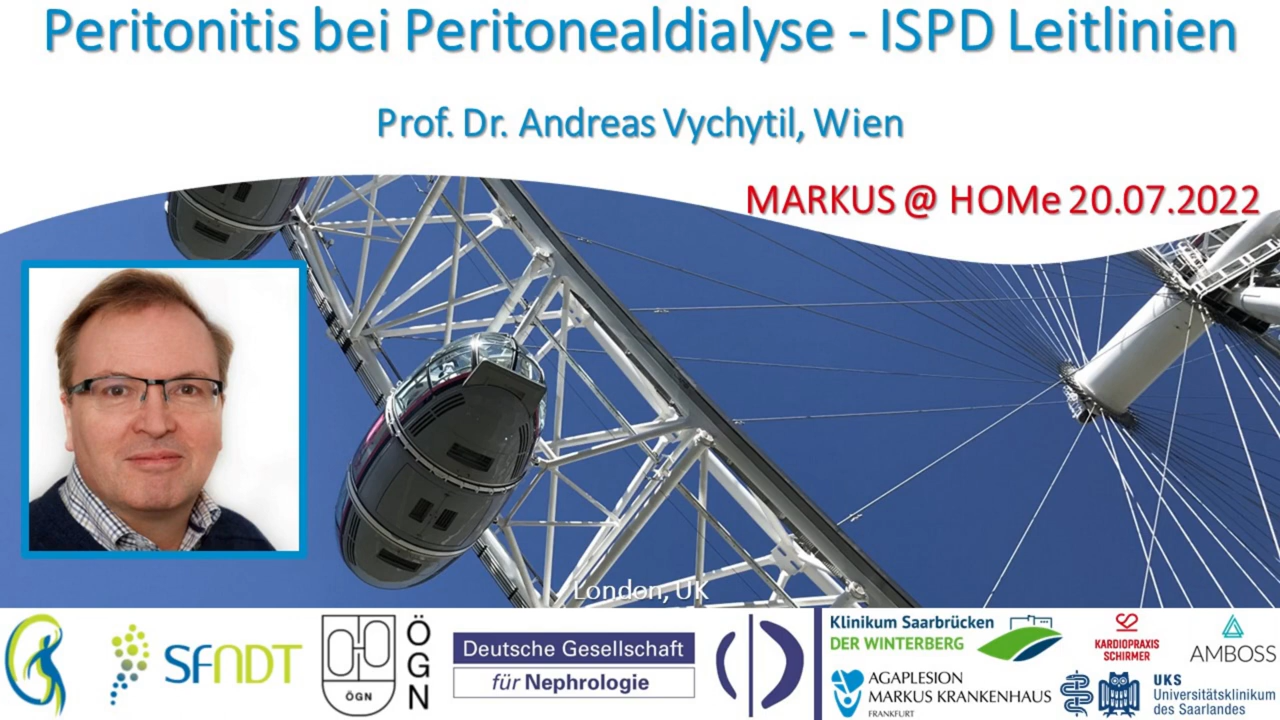 Peritonitis bei Peritonealdialyse - ISPD Leitlinien
Prof. Dr. Andreas Vychytil, Wien
MARKUS @ HOMe 20.07.2022
London, UK
SFNDT
ÖGN
ÖGN
Deutsche Gesellschaft
für Nephrologie
Klinikum Saarbrücken
DER WINTERBERG
KARDIOPRAXIS
SCHIRMER
AMBOSS
AGAPLESION
MARKUS KRANKENHAUS
FRANKFURT
UKS
Universitätsklinikum
des Saarlandes